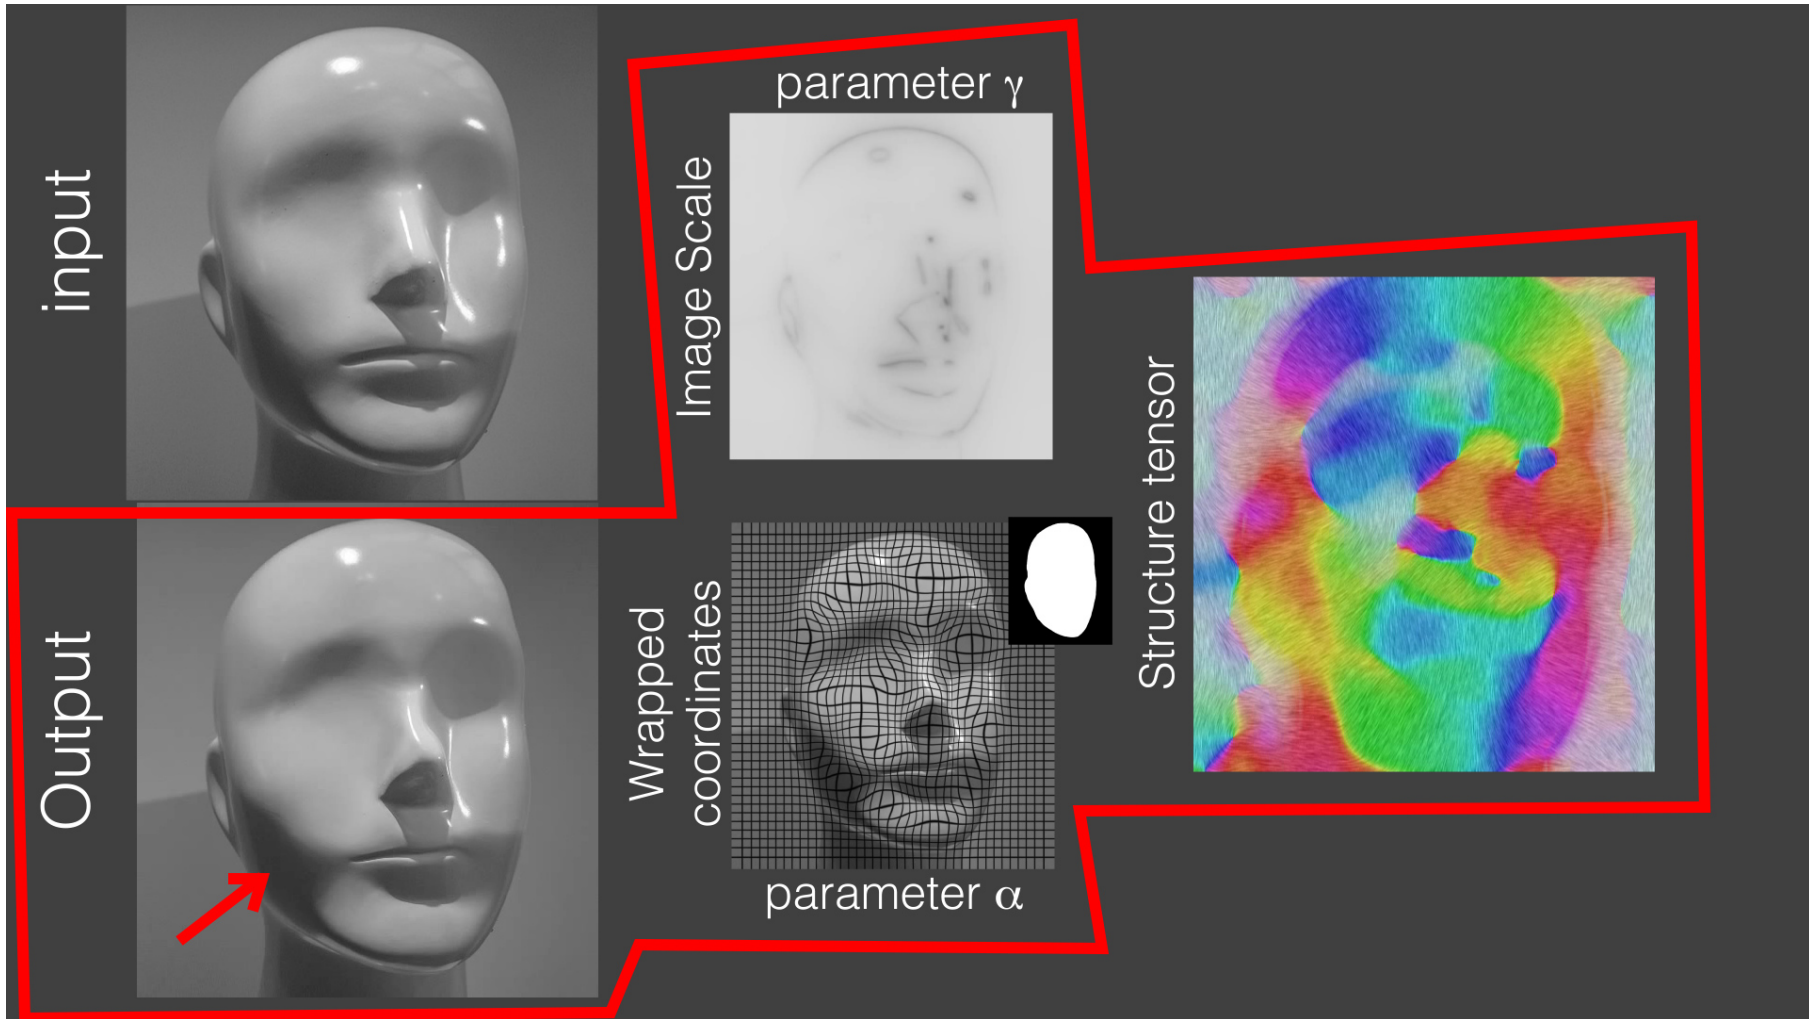 input
parameter γ
Image Scale
Structure tensor
Output
Wrapped
coordinates
parameter α